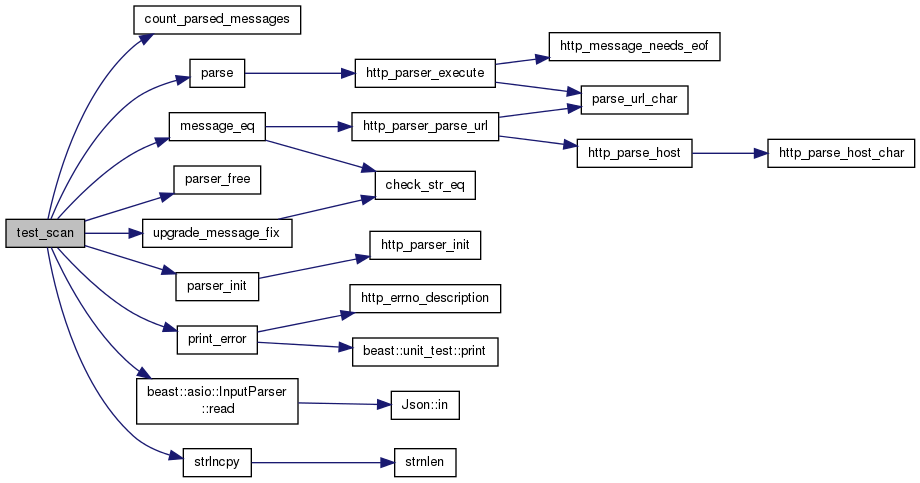 count_parsed_messages
http_message_needs_eof
parse
http_parser_execute
parse_url_char
message_eq
http_parser_parse_url
http_parse_host
http_parse_host_char
parser_free
check_str_eq
test_scan
upgrade_message_fix
http_parser_init
parser_init
http_errno_description
print_error
beast::unit_test::print
beast::asio::InputParser
::read
Json::in
strlncpy
strnlen